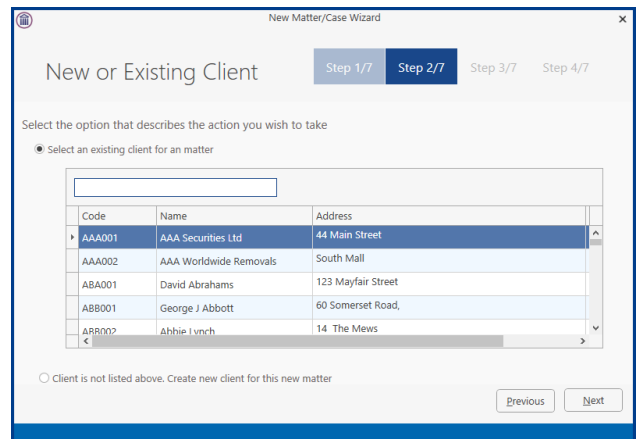 New Matter/Case Wizard
New or Existing Client
Step 1/7 Step 2/7 Step 3/7 Step 4/7
Select the option that describes the action you wish to take
Select an existing client for an matter
Code Name Address
AAA001 AAA Securities Ltd 44 Main Street
AAA002 AAA Worldwide Removals South Mall
ABA001 David Abrahams 123 Mayfair Street
ABB001 George J Abbott 60 Somerset Road,
ABB002 Abbie Lynch 14 The Mews
Client is not listed above. Create new client for this new matter
Previous Next